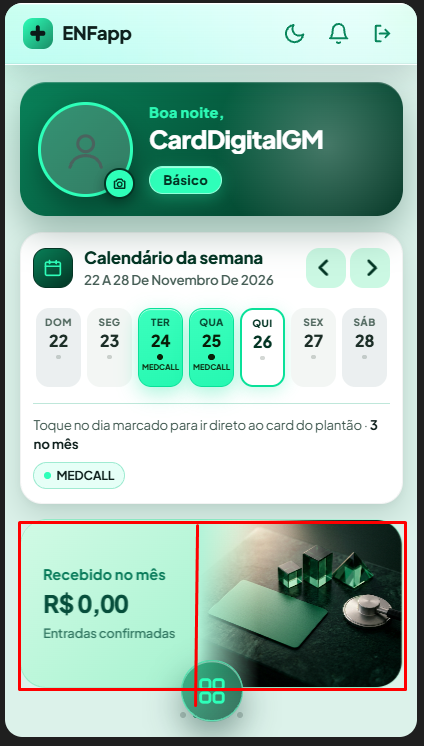 ENFapp
Boa noite,
CardDigitalGM
Básico
Calendário da semana
22 A 28 De Novembro De 2026
DOM SEG TER QUA QUI SEX SÁB
22 23 24 25 26 27 28
MEDCALL MEDCALL
Toque no dia marcado para ir direto ao card do plantão · 3
no mês
MEDCALL
Recebido no mês
R$ 0,00
Entradas confirmadas